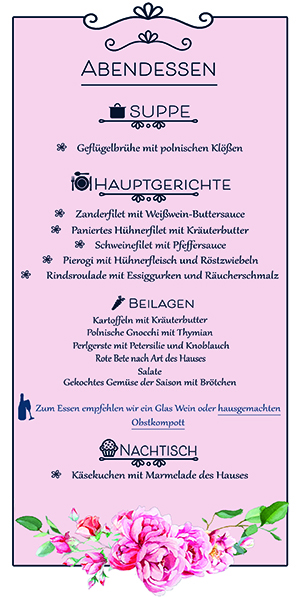 ABENDESSEN
SUPPE
Geflügelbrühe mit polnischen Klößen
HAUPTGERICHTE
Zanderfilet mit Weißwein-Buttersauce
Paniertes Hühnerfilet mit Kräuterbutter
Schweinefilet mit Pfeffersauce
Pierogi mit Hühnerfleisch und Röstzwiebeln
Rindsroulade mit Essiggurken und Räucherschmalz
BEILAGEN
Kartoffeln mit Kräuterbutter
Polnische Gnocchi mit Thymian
Perlgerste mit Petersilie und Knoblauch
Rote Bete nach Art des Hauses
Salate
Gekochtes Gemüse der Saison mit Brötchen
Zum Essen empfehlen wir ein Glas Wein oder hausgemachten
Obstkompott
NACHTISCH
Käsekuchen mit Marmelade des Hauses